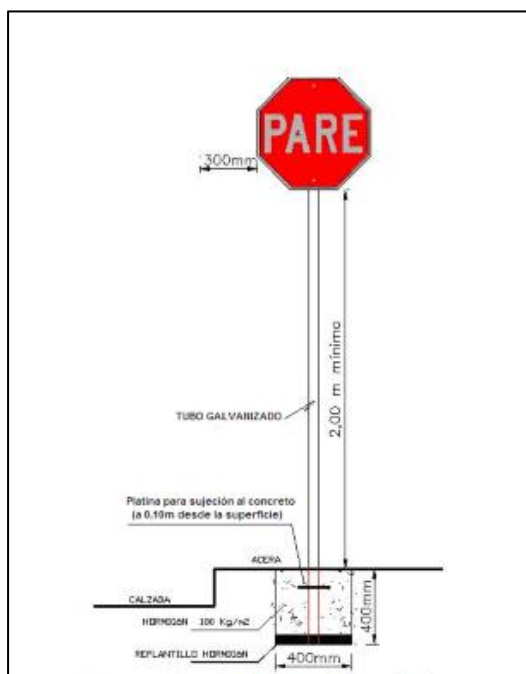 PARE
300mm
2,00 m mínimo
TUBO GALVANIZADO
Platina para sujeción al concreto
(a 0.10m desde la superficie)
ACERA
CALZADA
HORMIGÓN Kg/m2
400mm
REPLANTILLO HORMIGÓN
400mm